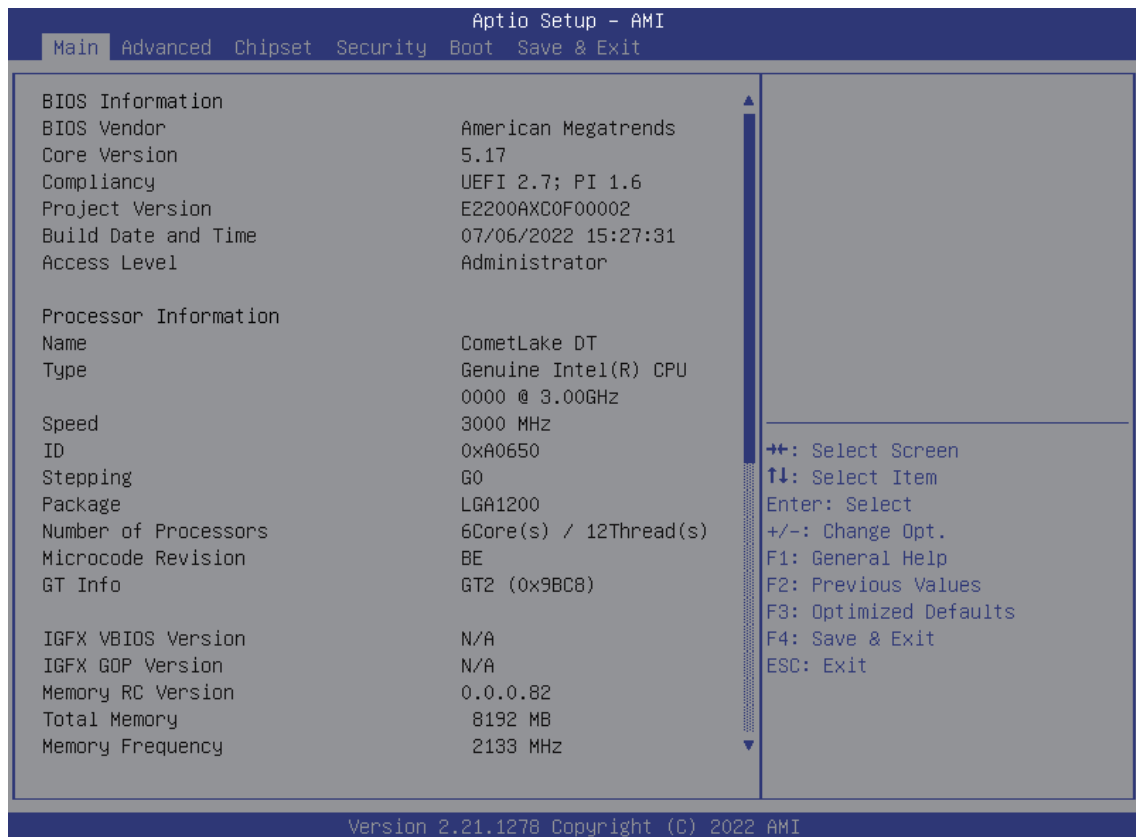 Aptio Setup – AMI
Main Advanced Chipset Security Boot Save & Exit
BIOS Information
BIOS Vendor American Megatrends
Core Version 5.17
Compliancy UEFI 2.7; PI 1.6
Project Version E2200AXC0F00002
Build Date and Time 07/06/2022 15:27:31
Access Level Administrator
Processor Information
Name CometLake DT
Type Genuine Intel(R) CPU
0000 @ 3.00GHz
Speed 3000 MHz
ID 0xA0650
Stepping G0
Package LGA1200
Number of Processors 6Core(s) / 12Thread(s)
Microcode Revision BE
GT Info GT2 (0x9BC8)
IGFX VBIOS Version N/A
IGFX GOP Version N/A
Memory RC Version 0.0.0.82
Total Memory 8192 MB
Memory Frequency 2133 MHz
→←: Select Screen
↑↓: Select Item
Enter: Select
+/-: Change Opt.
F1: General Help
F2: Previous Values
F3: Optimized Defaults
F4: Save & Exit
ESC: Exit
Version 2.21.1278 Copyright (C) 2022 AMI